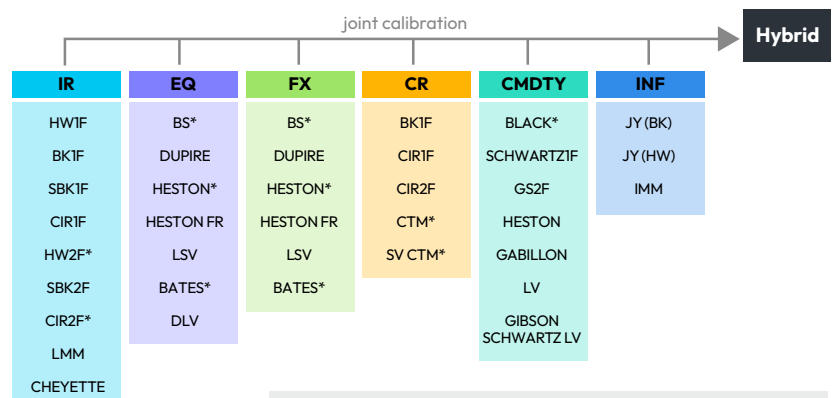 joint calibration
Hybrid
IR
HW1F
BK1F
SBK1F
CIR1F
HW2F*
SBK2F
CIR2F*
LMM
CHEYETTE
EQ
BS*
DUPIRE
HESTON*
HESTON FR
LSV
BATES*
DLV
FX
BS*
DUPIRE
HESTON*
HESTON FR
LSV
BATES*
CR
BK1F
CIR1F
CIR2F
CTM*
SV CTM*
CMDTY
BLACK*
SCHWARTZ1F
GS2F
HESTON
GABILLON
LV
GIBSON
SCHWARTZ LV
INF
JY (BK)
JY (HW)
IMM